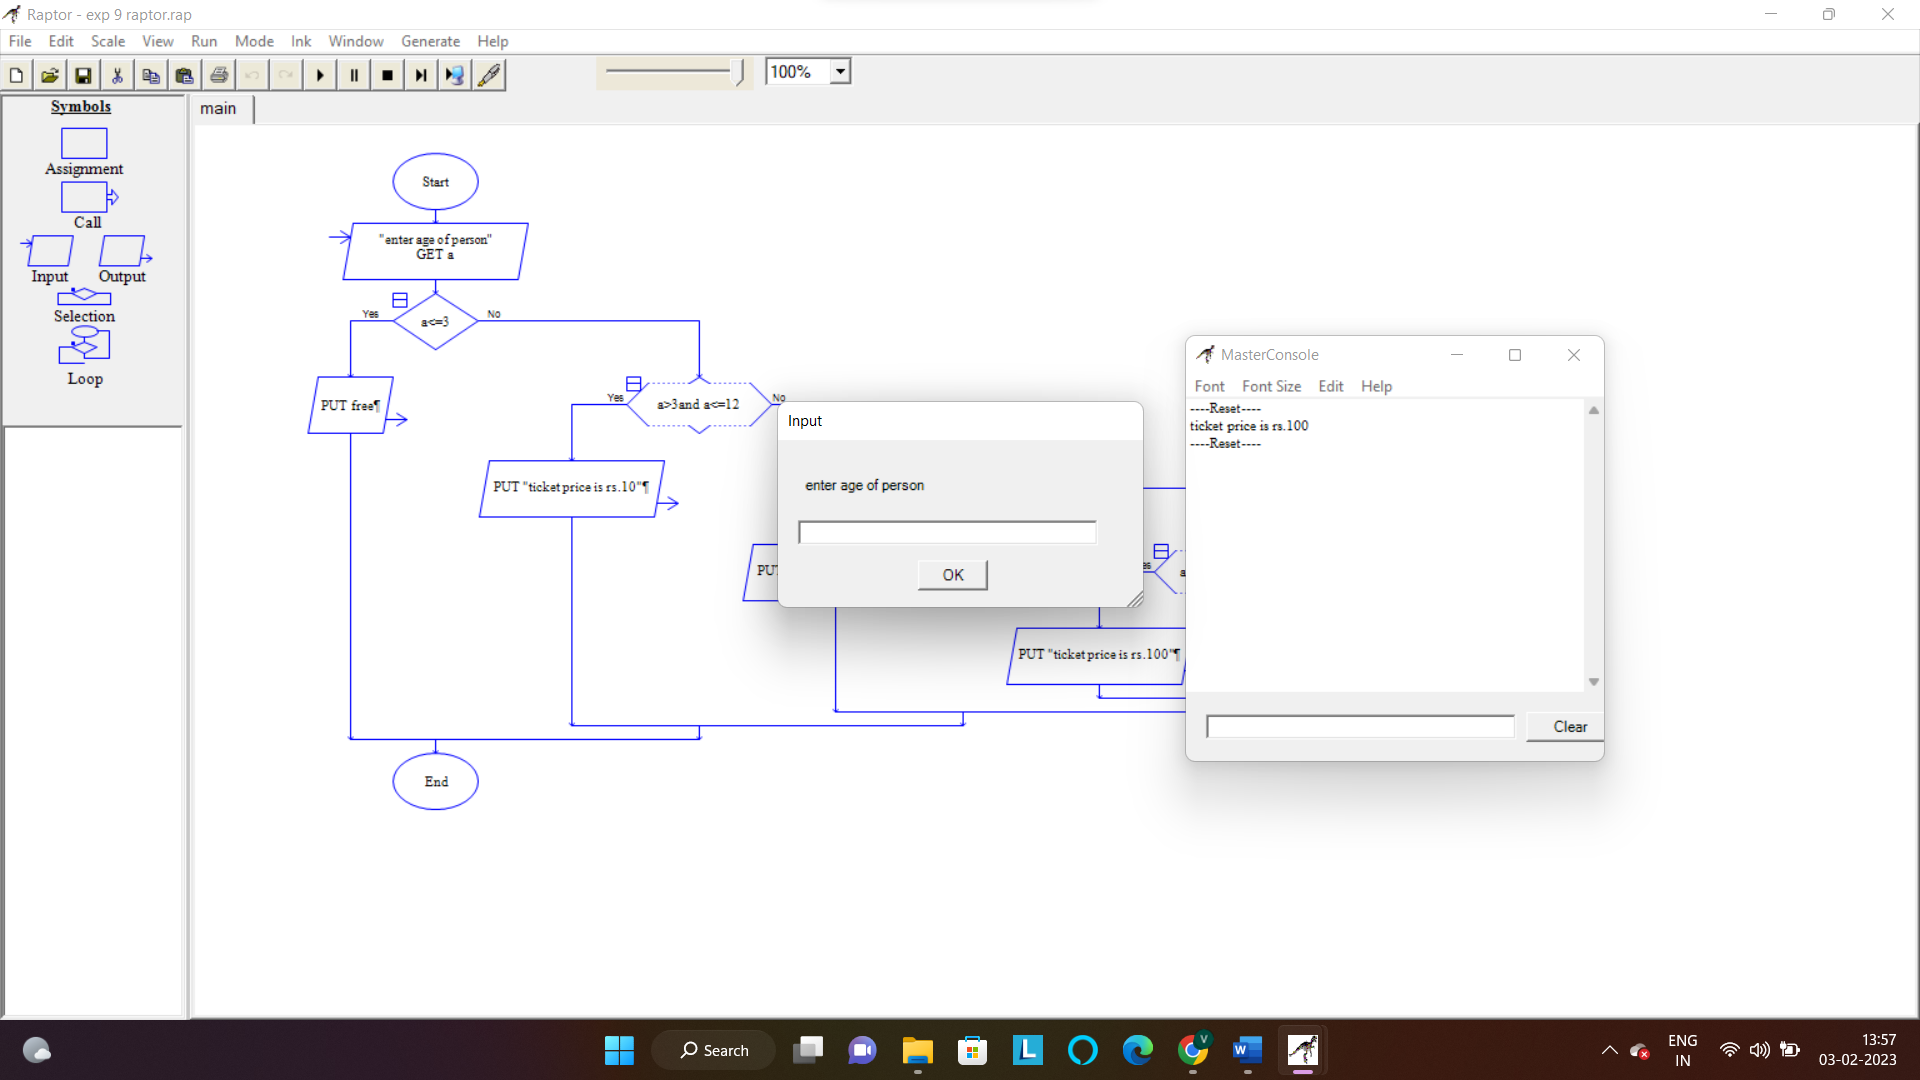 Raptor - exp 9 raptor.rap
File Edit Scale View Run Mode Ink Window Generate Help
100%
Symbols
Assignment
Call
Input Output
Selection
Loop
main
Start
"enter age of person"
GET a
Yes
a<=3
No
PUT free¶
Yes
a>3and a<=12
No
PUT "ticket price is rs.10"¶
PUT "ticket price is rs.100"¶
End
Input
enter age of person
OK
MasterConsole
Font Font Size Edit Help
----Reset----
ticket price is rs.100
----Reset----
Clear
Search
V
L
W
ENG
IN
13:57
03-02-2023